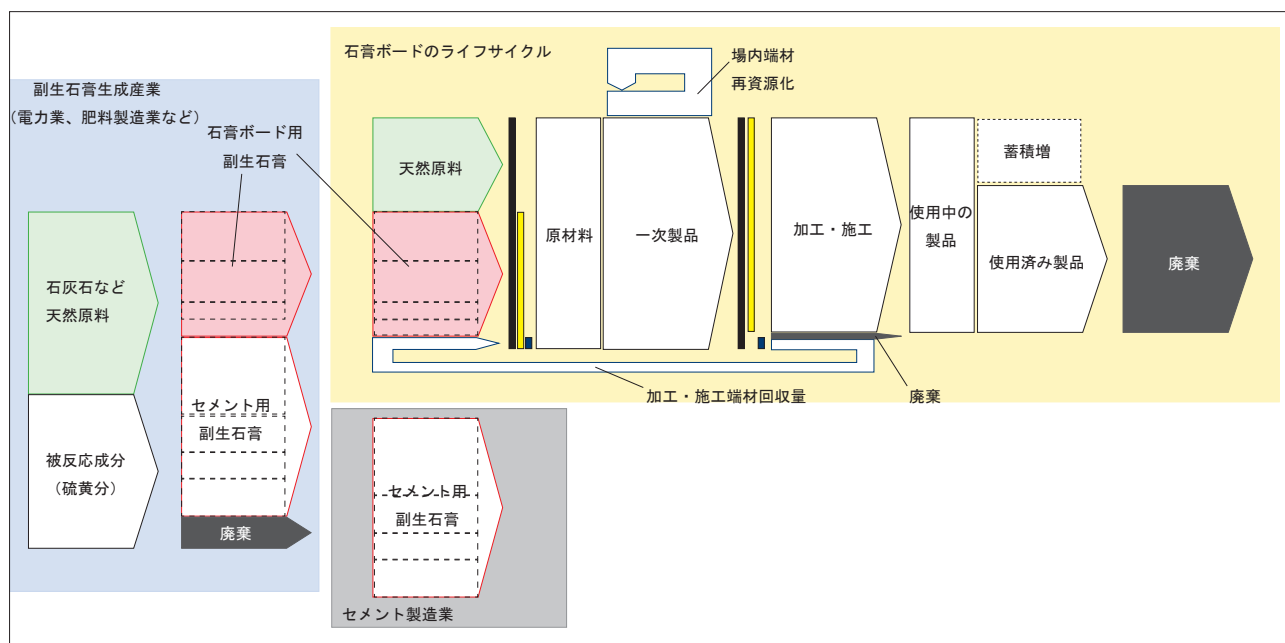 石膏ボードのライフサイクル
場内端材
再資源化
副生石膏生成産業
(電力業、肥料製造業など)
石膏ボード用
副生石膏
天然原料
蓄積増
原材料
一次製品
加工・施工
使用中の
製品
使用済み製品
廃棄
石灰石など
天然原料
加工・施工端材回収量
廃棄
セメント用
副生石膏
被反応成分
(硫黄分)
廃棄
セメント用
副生石膏
セメント製造業